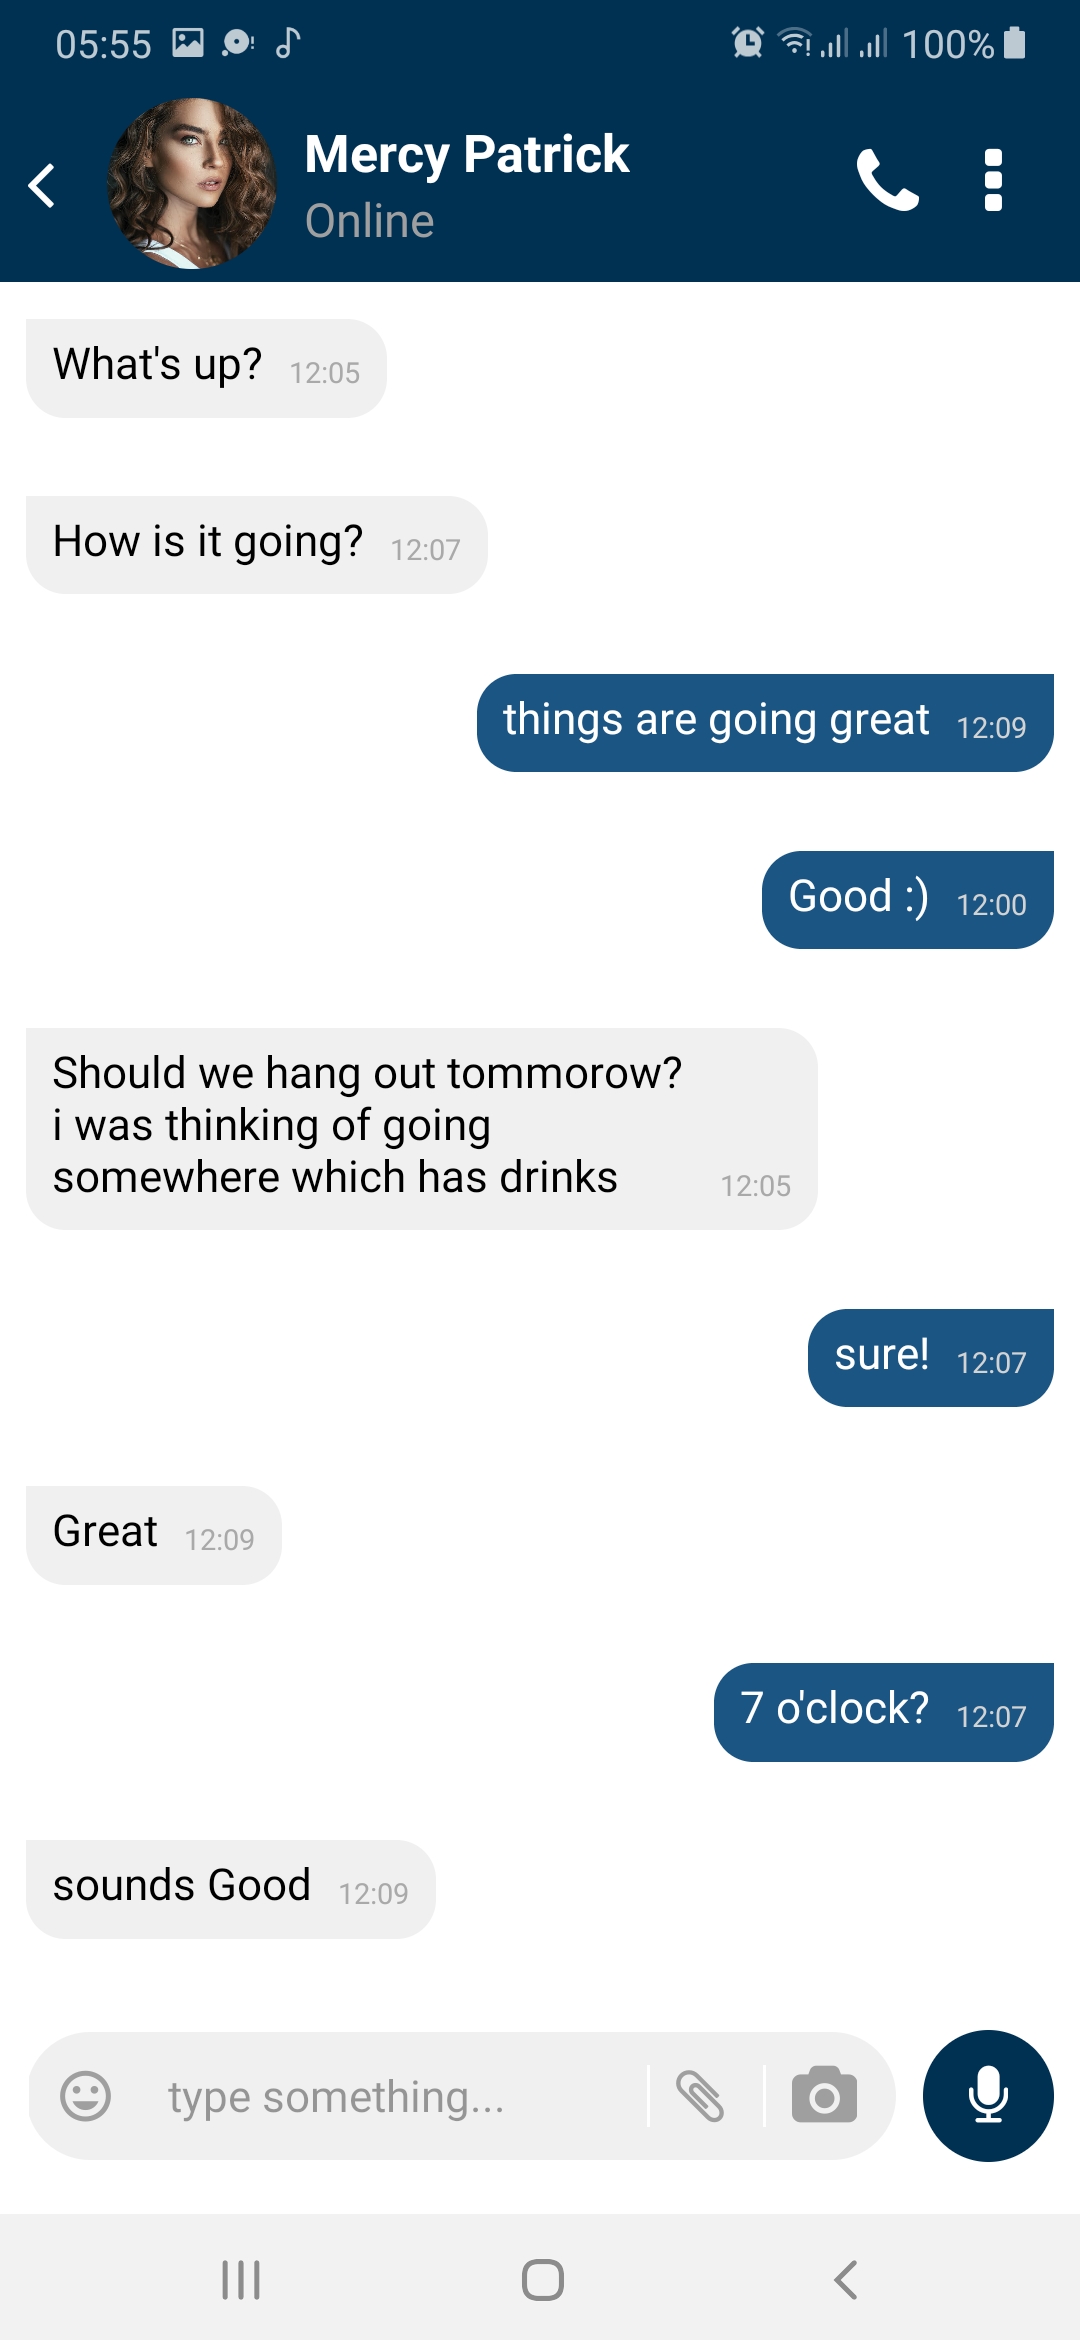 05:55 100%
Mercy Patrick
Online
What's up? 12:05
How is it going? 12:07
things are going great 12:09
Good :) 12:00
Should we hang out tommorow?
i was thinking of going
somewhere which has drinks 12:05
sure! 12:07
Great 12:09
7 o'clock? 12:07
sounds Good 12:09
type something...